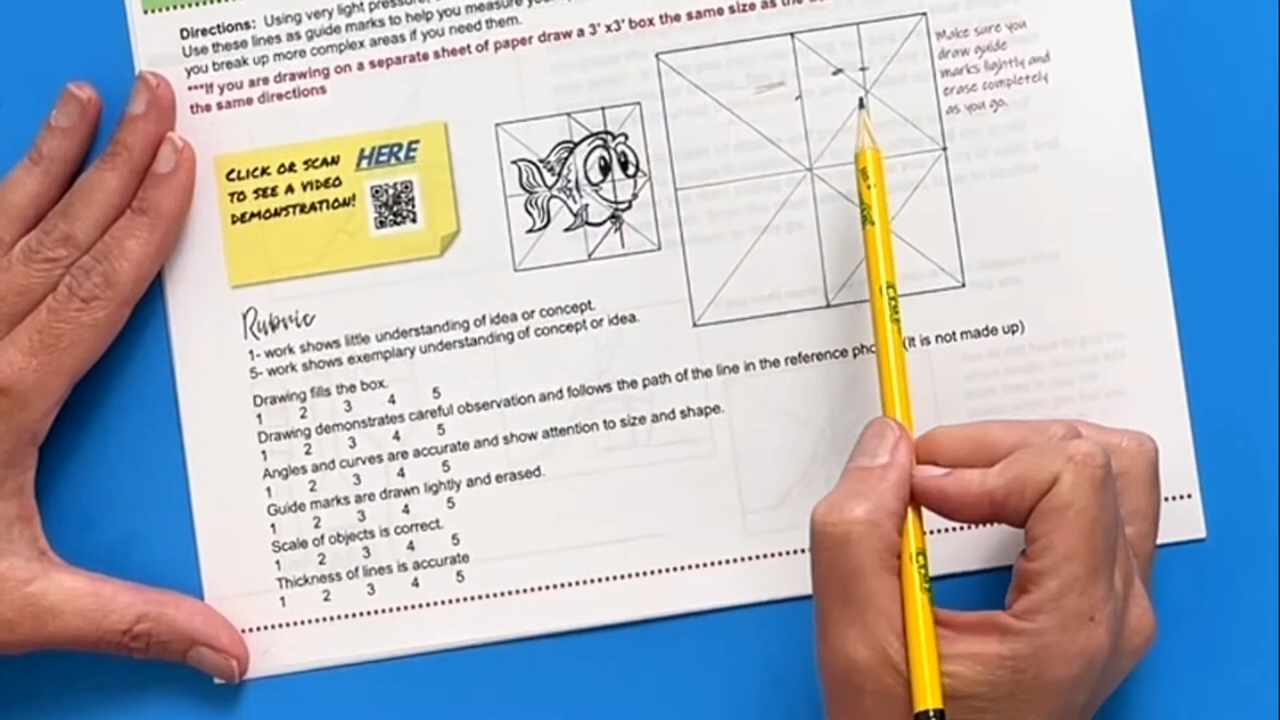 Directions: Using very light pressure,
Use these lines as guide marks to help you measure
you break up more complex areas if you need them.
***If you are drawing on a separate sheet of paper draw a 3" x3" box the same size as the
the same directions
Make sure you
draw guide
marks lightly and
erase completely
as you go.
CLICK OR SCAN HERE
TO SEE A VIDEO
DEMONSTRATION!
Rubric
1- work shows little understanding of idea or concept.
5- work shows exemplary understanding of concept or idea.
Drawing fills the box.
1 2 3 4 5
Drawing demonstrates careful observation and follows the path of the line in the reference (It is not made up)
1 2 3 4 5
Angles and curves are accurate and show attention to size and shape.
1 2 3 4 5
Guide marks are drawn lightly and erased.
1 2 3 4 5
Scale of objects is correct.
1 2 3 4 5
Thickness of lines is accurate
1 2 3 4 5